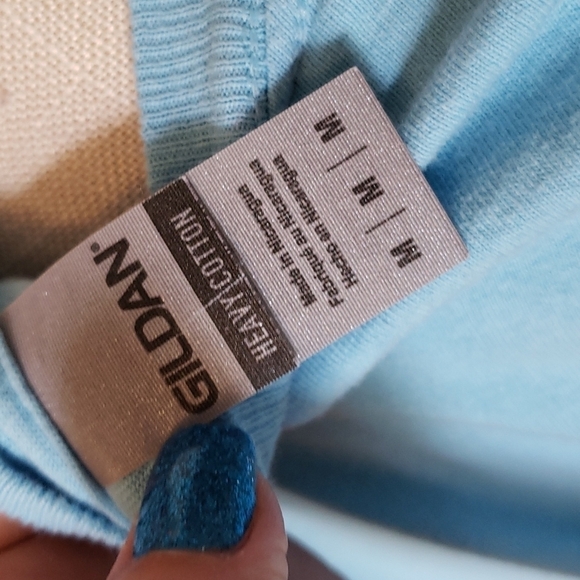 GILDAN®
HEAVY COTTON
Made in Nicaragua
Fabriqué au Nicaragua
Hecho en Nicaragua
M | M | M